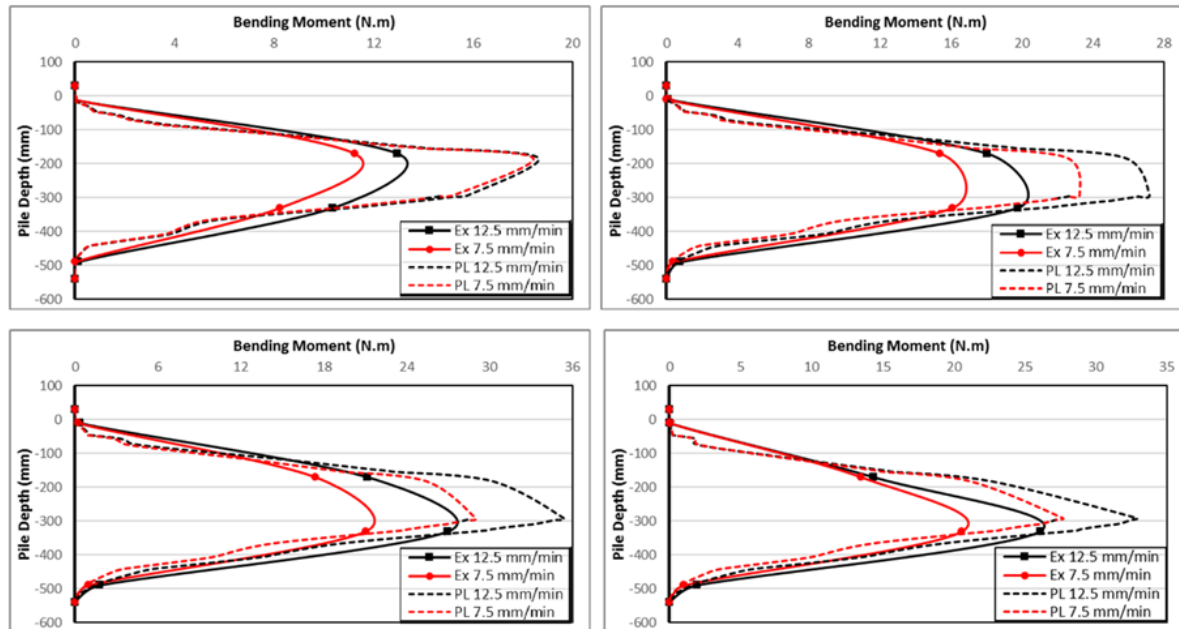 Bending Moment (N.m)
0 4 8 12 16 20
100
0
-100
-200
-300
-400
-500
-600
Pile Depth (mm)
Ex 12.5 mm/min
Ex 7.5 mm/min
PL 12.5 mm/min
PL 7.5 mm/min
Bending Moment (N.m)
0 4 8 12 16 20 24 28
100
0
-100
-200
-300
-400
-500
-600
Pile Depth (mm)
Ex 12.5 mm/min
Ex 7.5 mm/min
PL 12.5 mm/min
PL 7.5 mm/min
Bending Moment (N.m)
0 6 12 18 24 30 36
100
0
-100
-200
-300
-400
-500
-600
Pile Depth (mm)
Ex 12.5 mm/min
Ex 7.5 mm/min
PL 12.5 mm/min
PL 7.5 mm/min
Bending Moment (N.m)
0 5 10 15 20 25 30 35
100
0
-100
-200
-300
-400
-500
-600
Pile Depth (mm)
Ex 12.5 mm/min
Ex 7.5 mm/min
PL 12.5 mm/min
PL 7.5 mm/min